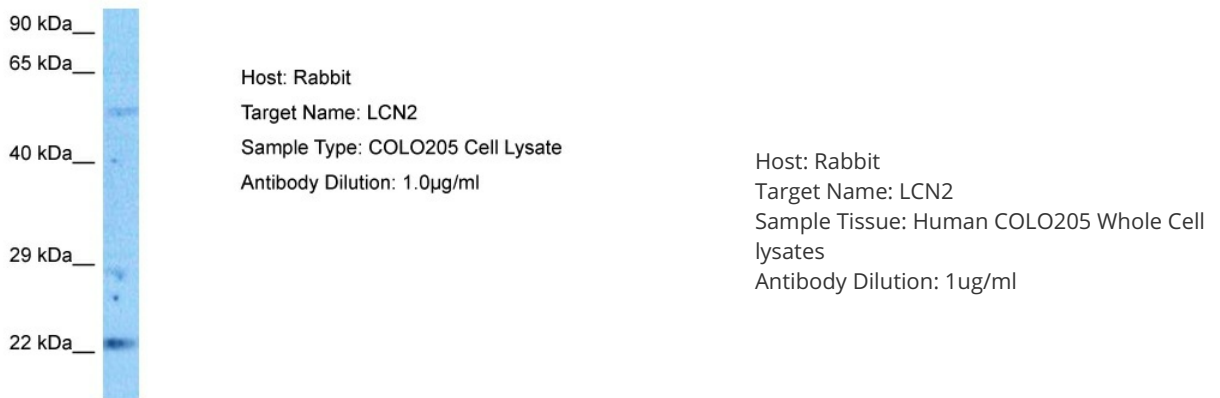 90 kDa__
65 kDa__
40 kDa__
29 kDa__
22 kDa__
Host: Rabbit
Target Name: LCN2
Sample Type: COLO205 Cell Lysate
Antibody Dilution: 1.0µg/ml
Host: Rabbit
Target Name: LCN2
Sample Tissue: Human COLO205 Whole Cell
lysates
Antibody Dilution: 1ug/ml